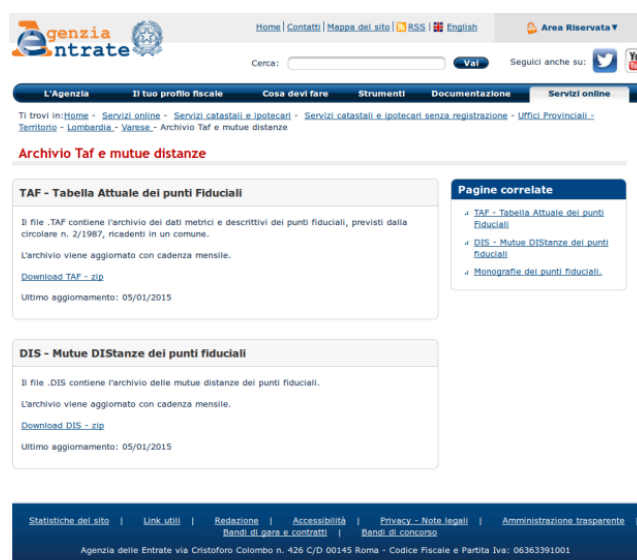 Agenzia
Entrate
Home | Contatti | Mappa del sito | RSS | English
Area Riservata
Cerca:
Vai
Seguici anche su:
L'Agenzia
Il tuo profilo fiscale
Cosa devi fare
Strumenti
Documentazione
Servizi online
Ti trovi in:Home - Servizi online - Servizi catastali e ipotecari - Servizi catastali e ipotecari senza registrazione - Uffici Provinciali -
Territorio - Lombardia - Varese - Archivio Taf e mutue distanze
Archivio Taf e mutue distanze
TAF - Tabella Attuale dei punti Fiduciali
Il file .TAF contiene l'archivio dei dati metrici e descrittivi dei punti fiduciali, previsti dalla
circolare n. 2/1987, ricadenti in un comune.
L'archivio viene aggiornato con cadenza mensile.
Download TAF - zip
Ultimo aggiornamento: 05/01/2015
Pagine correlate
TAF - Tabella Attuale dei punti
Fiduciali
DIS - Mutue DIStanze dei punti
fiduciali
Monografie dei punti fiduciali.
DIS - Mutue DIStanze dei punti fiduciali
Il file .DIS contiene l'archivio delle mutue distanze dei punti fiduciali.
L'archivio viene aggiornato con cadenza mensile.
Download DIS - zip
Ultimo aggiornamento: 05/01/2015
Statistiche del sito | Link utili | Redazione | Accessibilità | Privacy - Note legali | Amministrazione trasparente |
Bandi di gara e contratti | Bandi di concorso
Agenzia delle Entrate via Cristoforo Colombo n. 426 C/D 00145 Roma - Codice Fiscale e Partita Iva: 06363391001